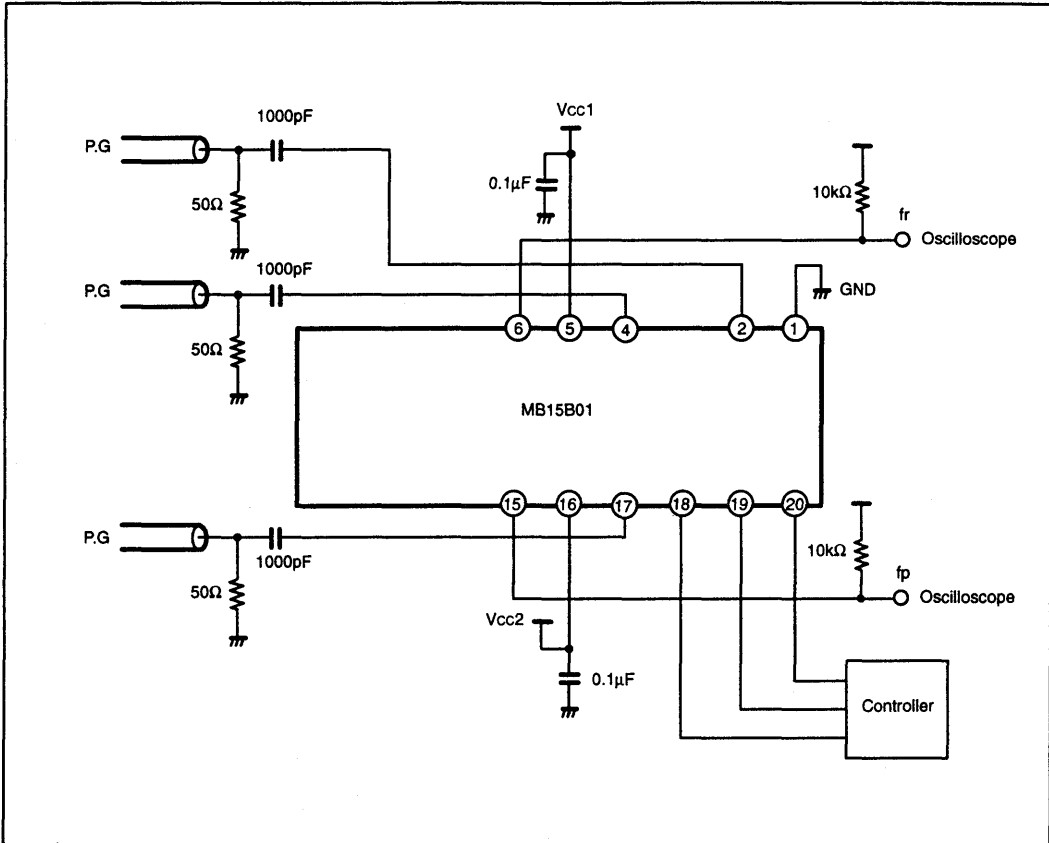 Vcc1
1000pF
P.G
0.1µF
10kΩ
50Ω
fr
Oscilloscope
1000pF
P.G
GND
50Ω
6
5
4
2
1
MB15B01
15
16
17
18
19
20
P.G
1000pF
10kΩ
50Ω
fp
Oscilloscope
Vcc2
0.1µF
Controller